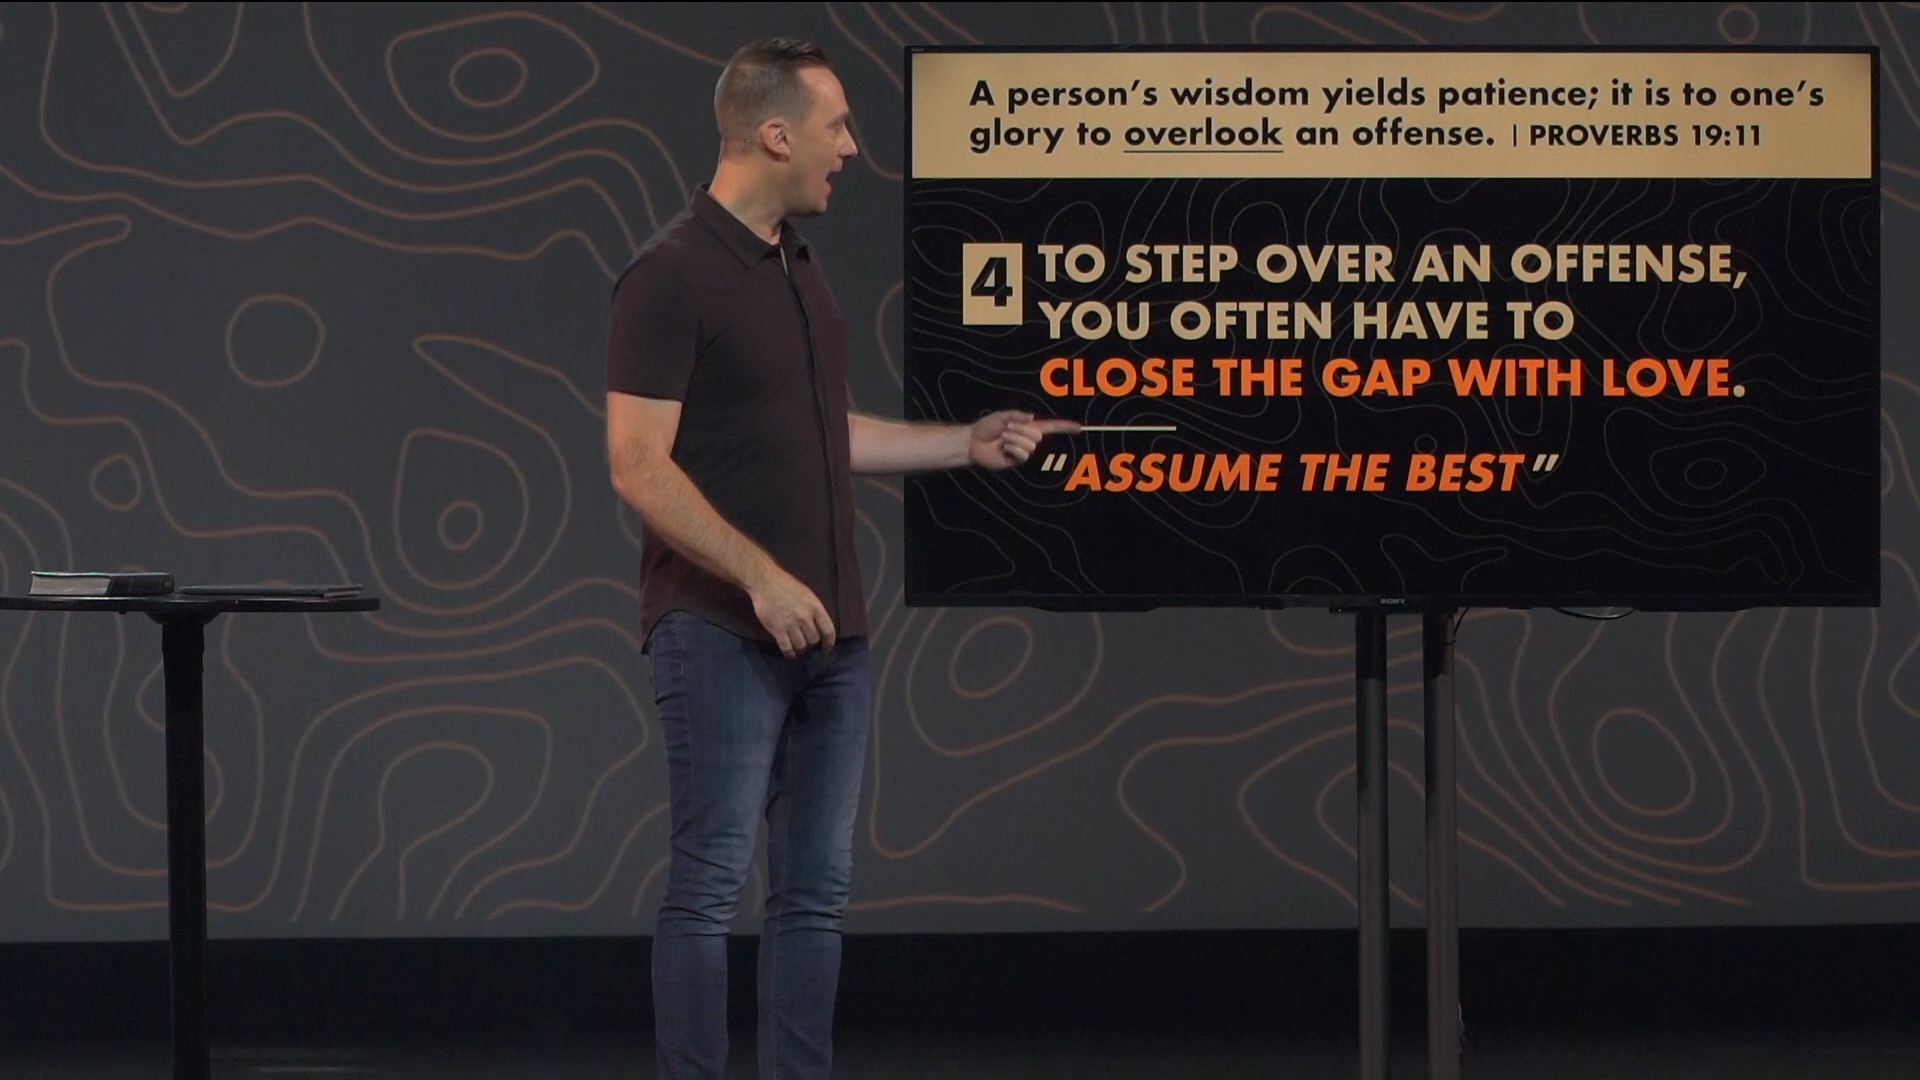 A person's wisdom yields patience; it is to one's
glory to overlook an offense. | PROVERBS 19:11
4 TO STEP OVER AN OFFENSE,
YOU OFTEN HAVE TO
CLOSE THE GAP WITH LOVE.
“ASSUME THE BEST”
SONY